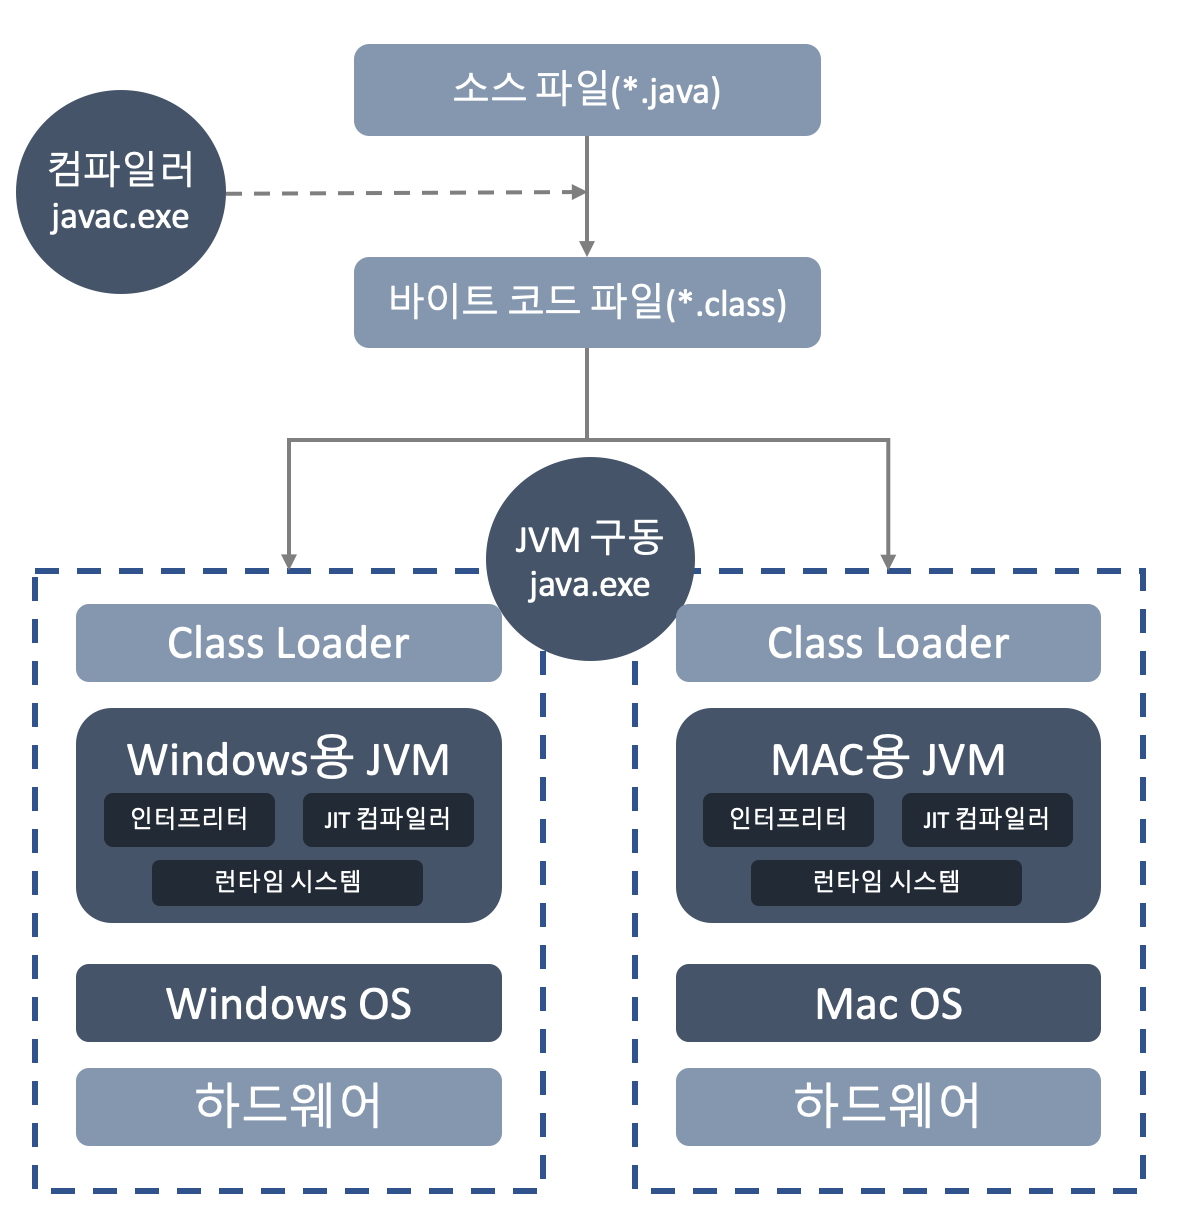 소스 파일(*.java)
컴파일러
javac.exe
바이트 코드 파일(*.class)
JVM 구동
java.exe
Class Loader
Windows용 JVM
인터프리터
JIT 컴파일러
런타임 시스템
Windows OS
하드웨어
Class Loader
MAC용 JVM
인터프리터
JIT 컴파일러
런타임 시스템
Mac OS
하드웨어